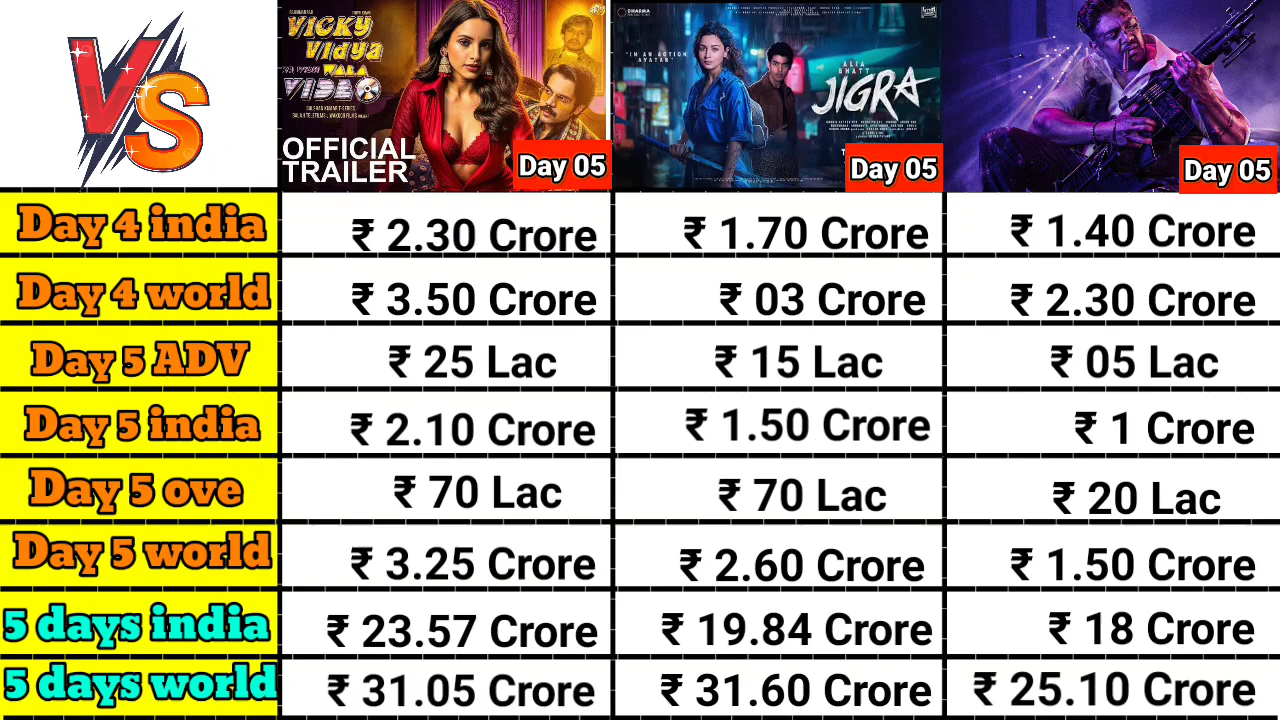 VS
VICKY
VIDYA
WALA
VIDEO
OFFICIAL
TRAILER
Day 05
DHARMA
"IN AN ACTION
AVATAR"
ALIA
BHATT
JIGRA
Day 05
Day 05
Day 4 india ₹ 2.30 Crore ₹ 1.70 Crore ₹ 1.40 Crore
Day 4 world ₹ 3.50 Crore ₹ 03 Crore ₹ 2.30 Crore
Day 5 ADV ₹ 25 Lac ₹ 15 Lac ₹ 05 Lac
Day 5 india ₹ 2.10 Crore ₹ 1.50 Crore ₹ 1 Crore
Day 5 ove ₹ 70 Lac ₹ 70 Lac ₹ 20 Lac
Day 5 world ₹ 3.25 Crore ₹ 2.60 Crore ₹ 1.50 Crore
5 days india ₹ 23.57 Crore ₹ 19.84 Crore ₹ 18 Crore
5 days world ₹ 31.05 Crore ₹ 31.60 Crore ₹ 25.10 Crore